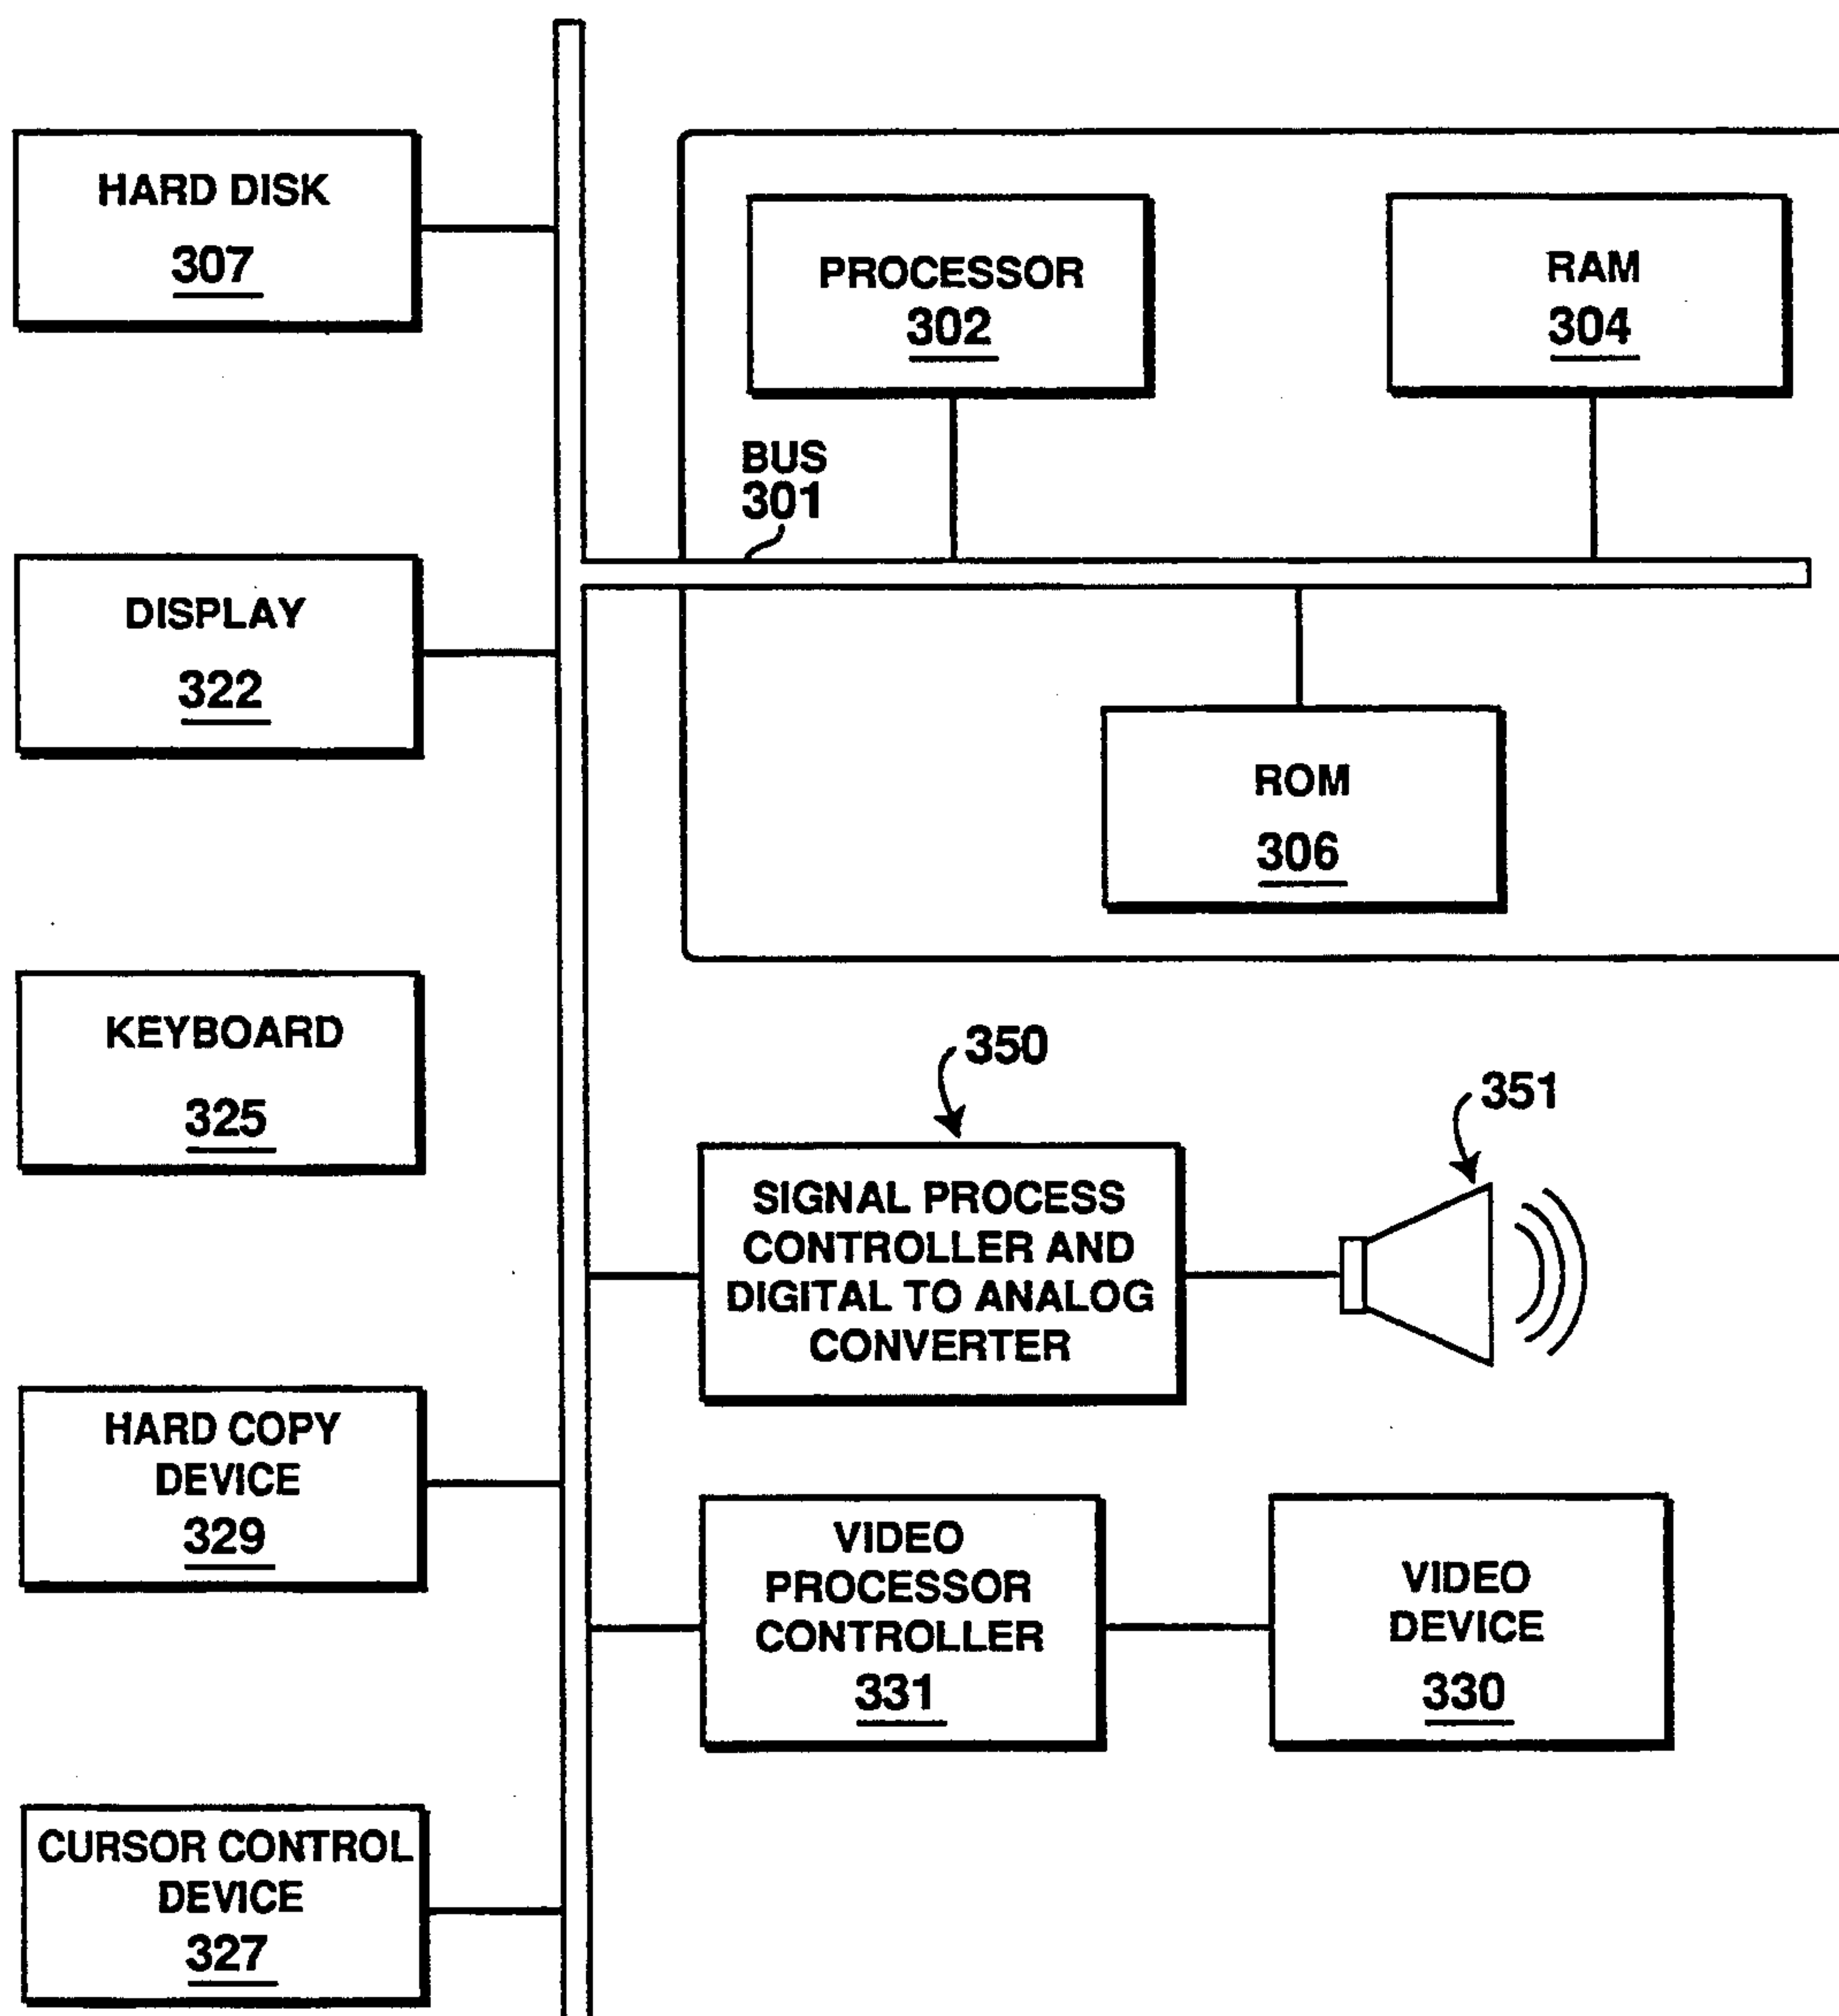 HARD DISK
307
PROCESSOR
302
RAM
304
BUS
301
DISPLAY
322
ROM
306
KEYBOARD
325
350
351
SIGNAL PROCESS
CONTROLLER AND
DIGITAL TO ANALOG
CONVERTER
HARD COPY
DEVICE
329
VIDEO
PROCESSOR
CONTROLLER
331
VIDEO
DEVICE
330
CURSOR CONTROL
DEVICE
327